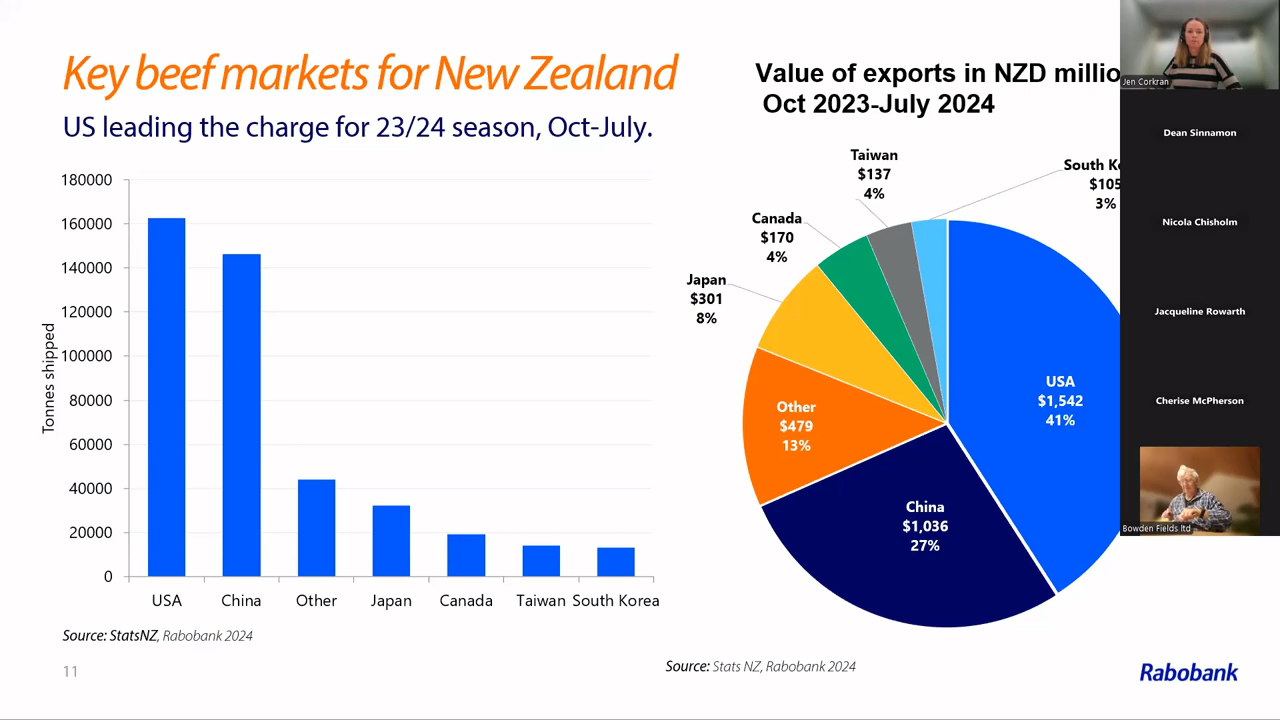 Key beef markets for New Zealand
US leading the charge for 23/24 season, Oct-July.
180000
160000
140000
120000
100000
80000
60000
40000
20000
0
Tonnes shipped
USA
China
Other
Japan
Canada
Taiwan
South Korea
Source: StatsNZ, Rabobank 2024
11
Value of exports in NZD millio
Oct 2023-July 2024
Taiwan
$137
4%
South Ko
$105
3%
Canada
$170
4%
Japan
$301
8%
USA
$1,542
41%
Other
$479
13%
China
$1,036
27%
Source: Stats NZ, Rabobank 2024
Rabobank
Jen Corkran
Dean Sinnamon
Nicola Chisholm
Jacqueline Rowarth
Cherise McPherson
Bowden Fields ltd